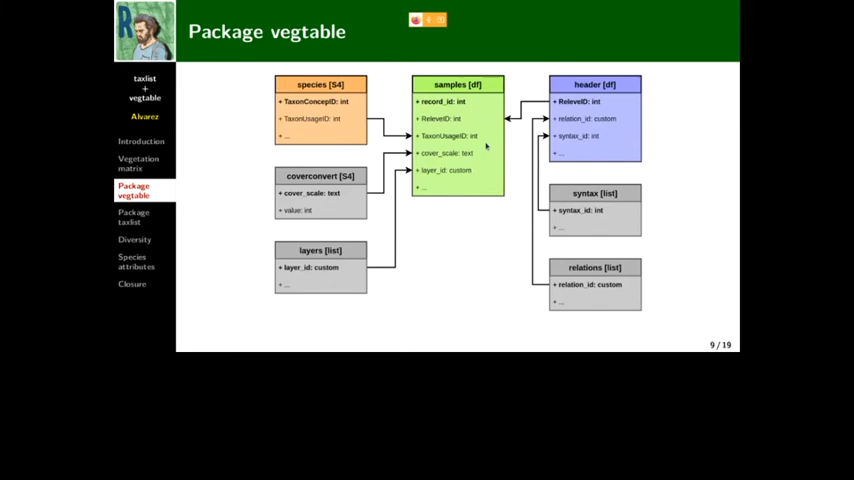 R
Package vegtable
taxlist
+
vegtable
Alvarez
Introduction
Vegetation
matrix
Package
vegtable
Package
taxlist
Diversity
Species
attributes
Closure
species [S4]
+ TaxonConcepID: int
+ TaxonUsageID: int
+ ...
coverconvert [S4]
+ cover_scale: text
+ value: int
layers [list]
+ layer_id: custom
+ ...
samples [df]
+ record_id: int
+ ReleveID: int
+ TaxonUsageID: int
+ cover_scale: text
+ layer_id: custom
+ ...
header [df]
+ ReleveID: int
+ relation_id: custom
+ syntax_id: int
+ ...
syntax [list]
+ syntax_id: int
+ ...
relations [list]
+ relation_id: custom
+ ...
9 / 19